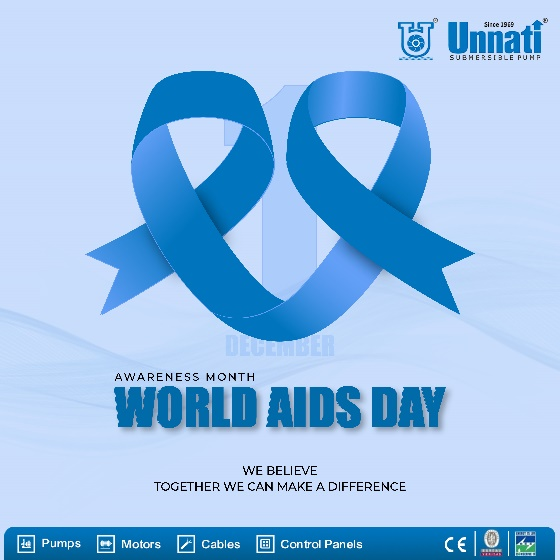 Since 1969
Unnati®
SUBMERSIBLE PUMP
1
DECEMBER
AWARENESS MONTH
WORLD AIDS DAY
WE BELIEVE
TOGETHER WE CAN MAKE A DIFFERENCE
Pumps Motors Cables Control Panels CE